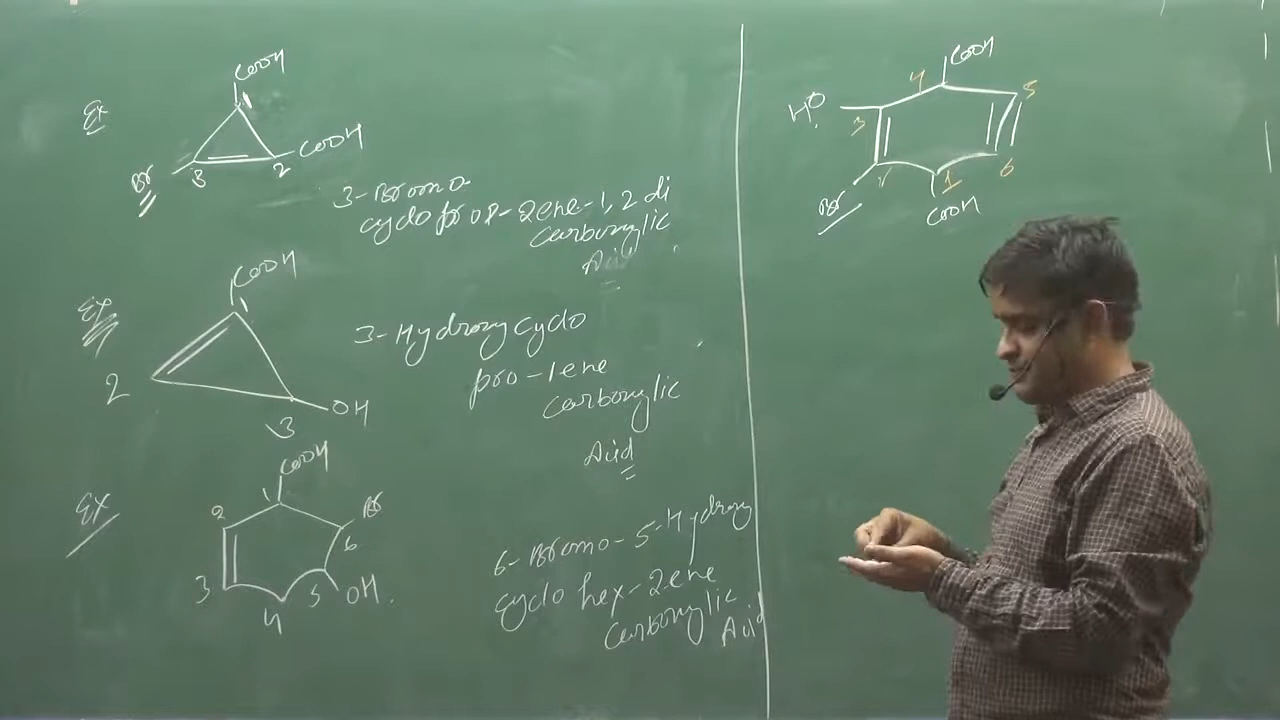 Ex
COOH
1
COOH
Br
3
2
3-Bromo
cyclo prop-2ene-1,2 di
carboxylic
Acid
Ex
COOH
1
2
3
OH
3-Hydroxy cyclo
pro-1ene
carboxylic
Acid
Ex
COOH
1
2
Br
6
3
4
5
OH.
6-Bromo-5-Hydroxy
cyclo hex-2ene
carboxylic
Acid
COOH
4
5
HO
3
6
1
Br
COOH